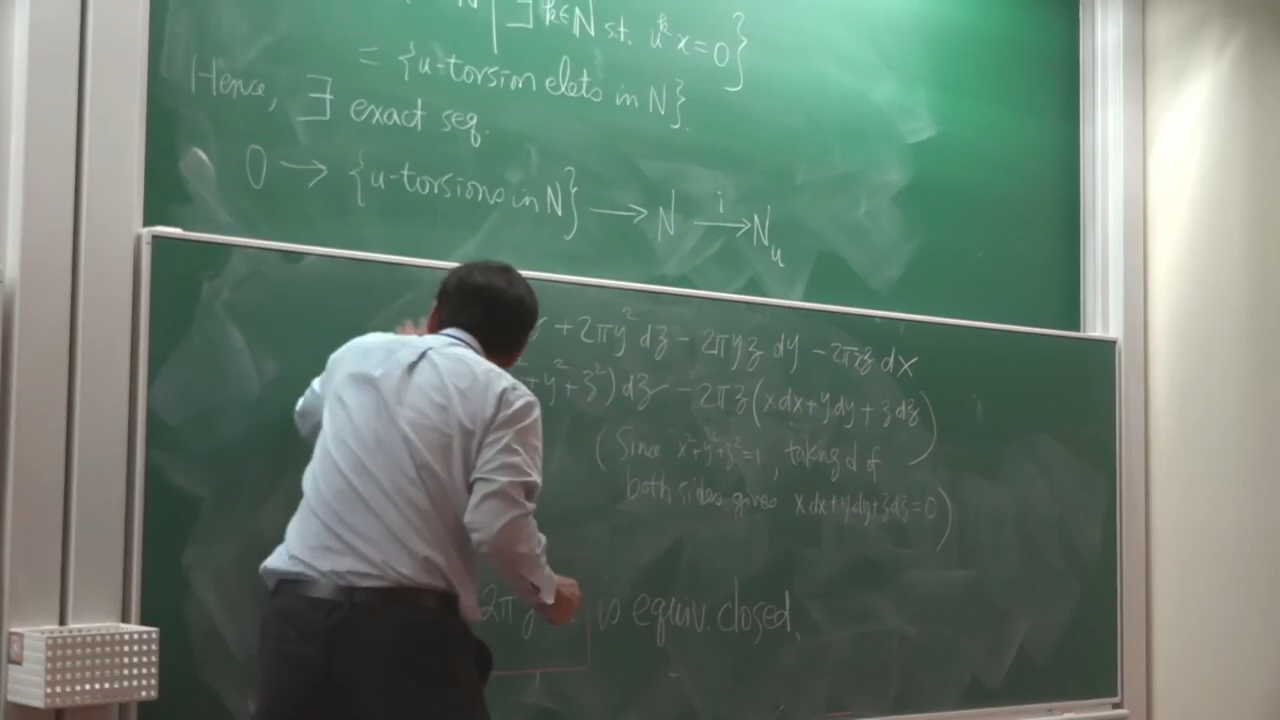 N | ∃ k∈N s.t. u^k x = 0}
= {u-torsion elets in N}.
Hence, ∃ exact seq.
0 → {u-torsions in N} → N →^i N_u
+ 2πy² dz − 2πyz dy − 2πxz dx
+ y² + z²) dz − 2πz (x dx + y dy + z dz)
(Since x²+y²+z²=1, taking d of
both sides gives x dx + y dy + z dz = 0)
2π is equiv. closed.